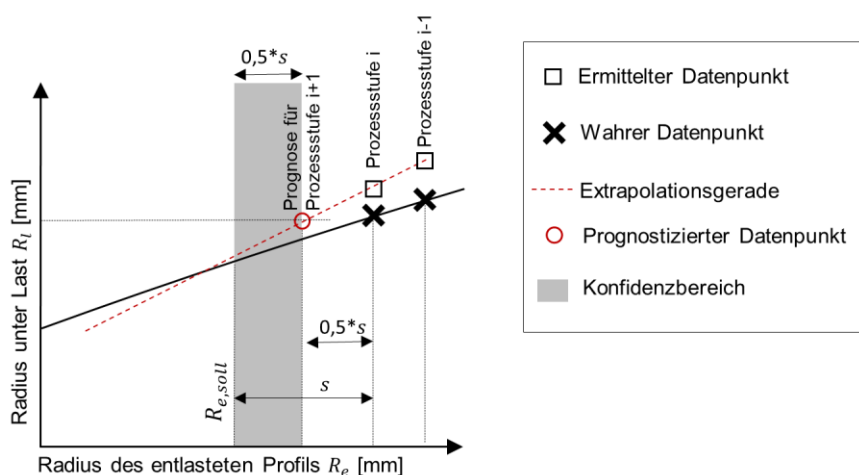 0,5*s
Prognose für
Prozessstufe i+1
Prozessstufe i
Prozessstufe i-1
Radius unter Last R_l [mm]
0,5*s
R_e,soll
s
Radius des entlasteten Profils R_e [mm]
Ermittelter Datenpunkt
Wahrer Datenpunkt
Extrapolationsgerade
Prognostizierter Datenpunkt
Konfidenzbereich